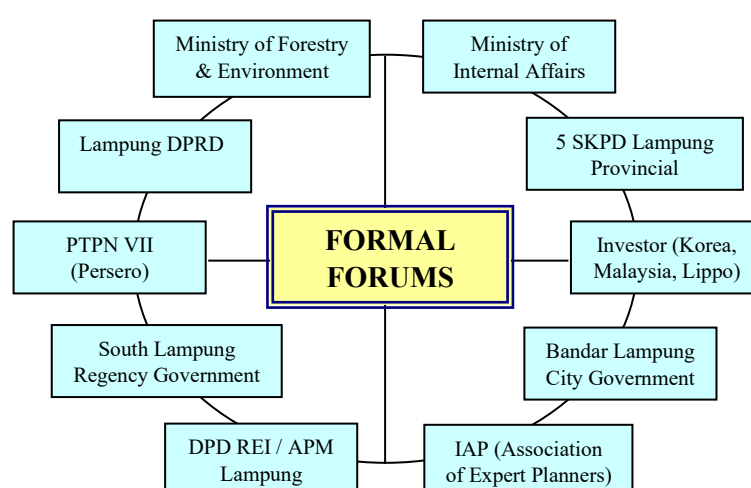 Ministry of Forestry
& Environment
Ministry of
Internal Affairs
Lampung DPRD
5 SKPD Lampung
Provincial
PTPN VII
(Persero)
FORMAL
FORUMS
Investor (Korea,
Malaysia, Lippo)
South Lampung
Regency Government
Bandar Lampung
City Government
DPD REI / APM
Lampung
IAP (Association
of Expert Planners)